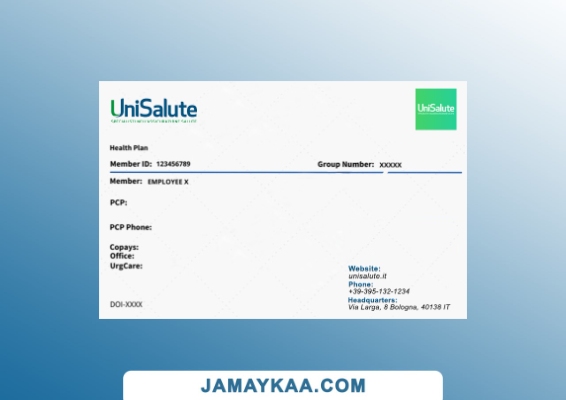 UniSalute
UniSalute
Health Plan
Member ID: 123456789
Group Number: XXXXX
Member: EMPLOYEE X
PCP:
PCP Phone:
Copays:
Office:
UrgCare:
Website:
unisalute.it
Phone:
+39-395-132-1234
Headquarters:
Via Larga, 8 Bologna, 40138 IT
DOI-XXXX
JAMAYKAA.COM